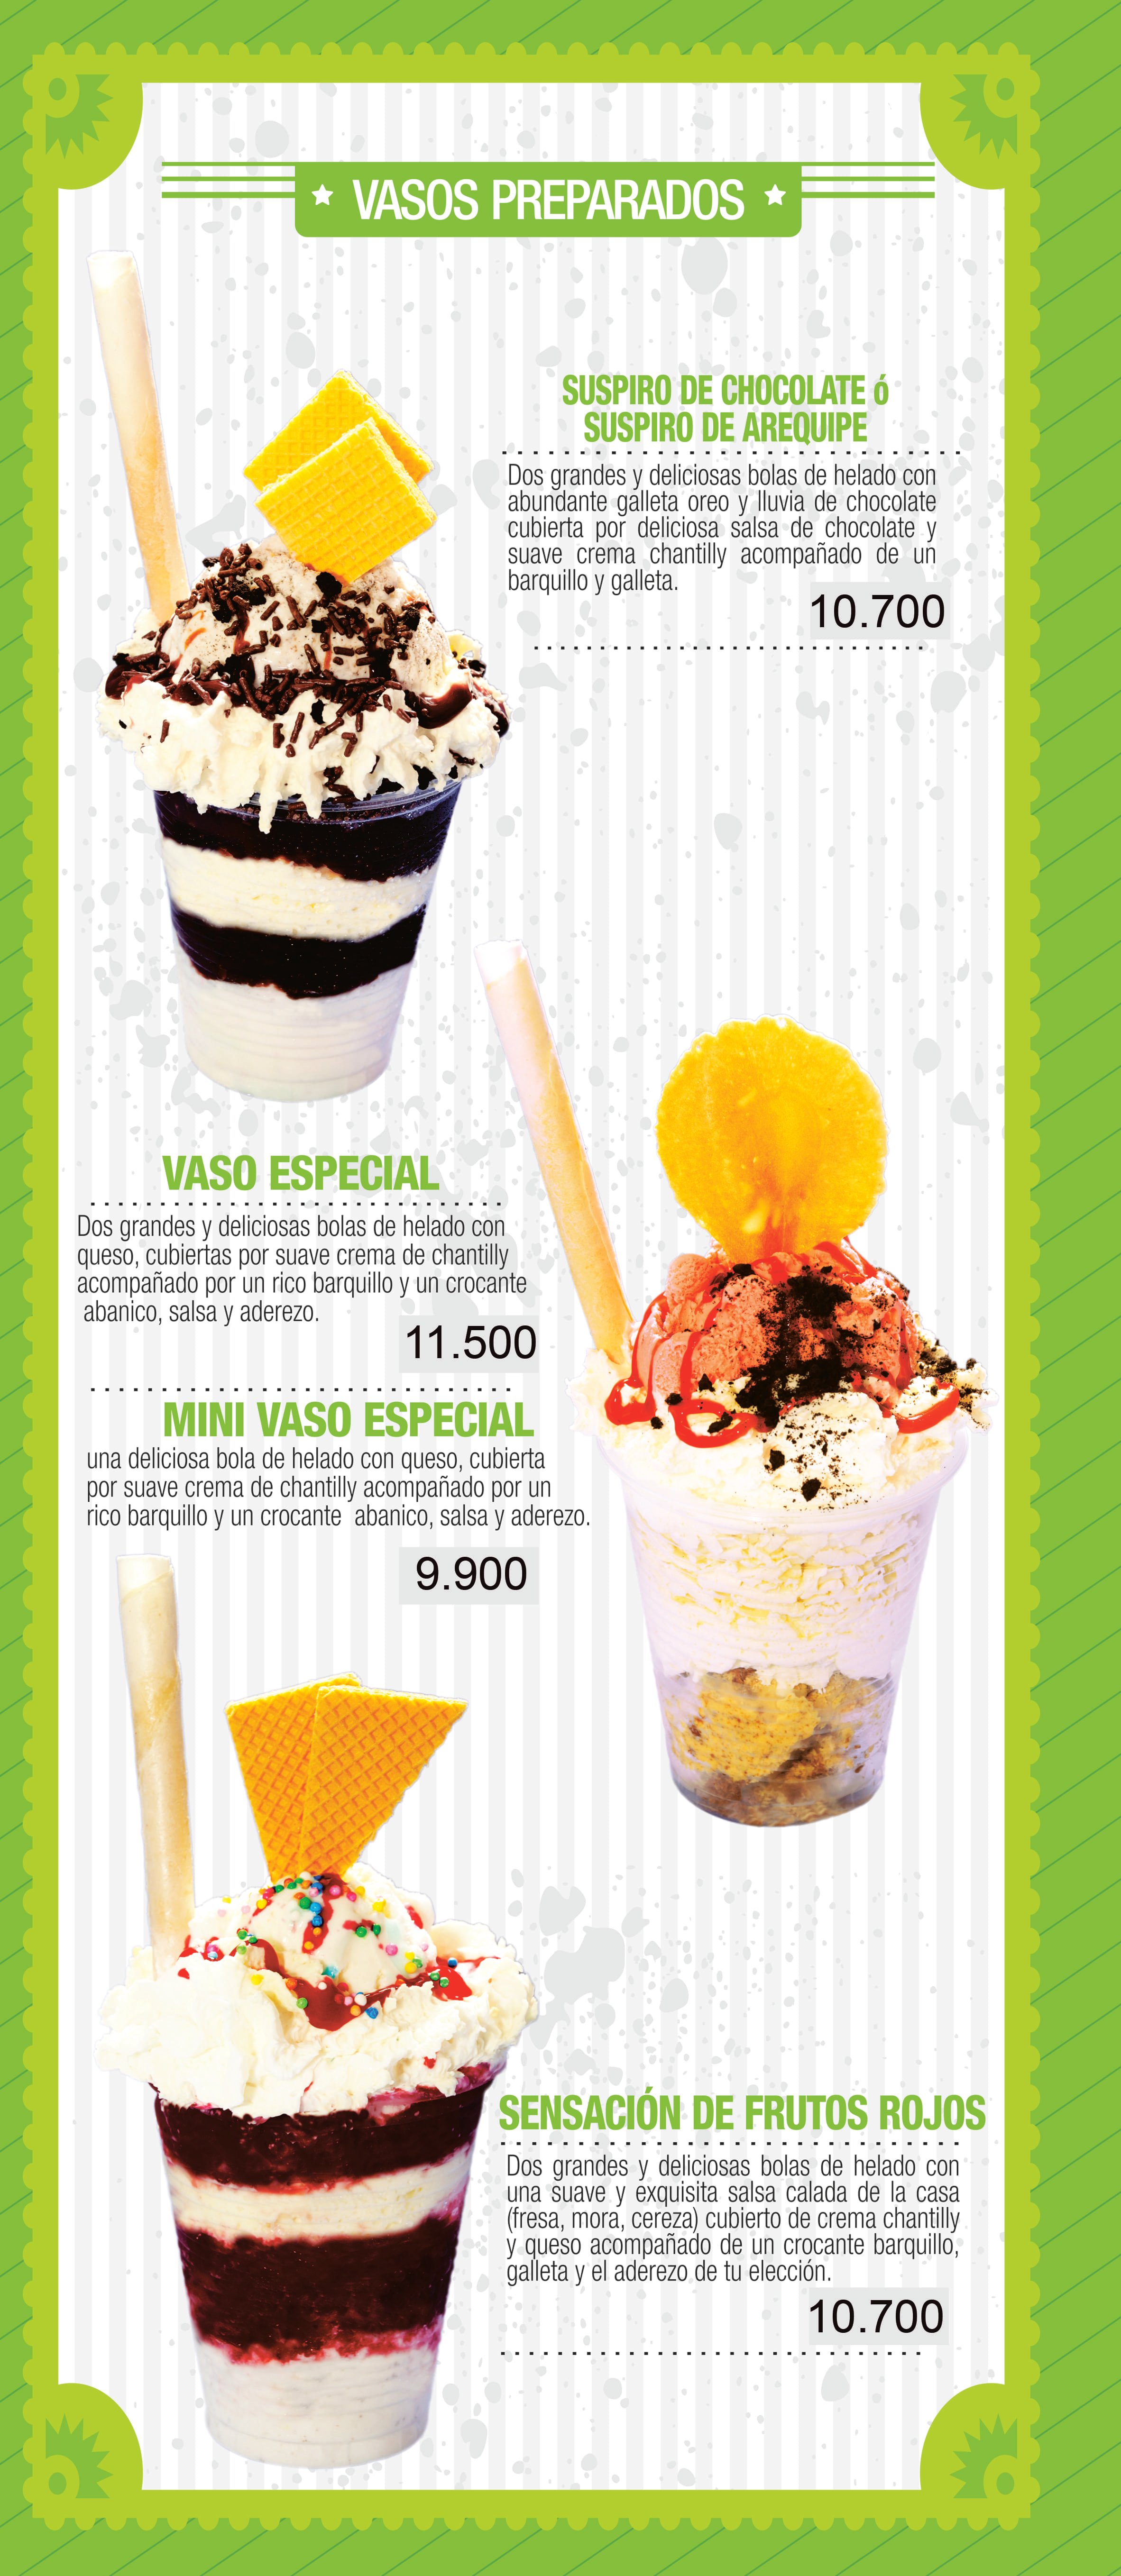 VASOS PREPARADOS
SUSPIRO DE CHOCOLATE ó
SUSPIRO DE AREQUIPE
Dos grandes y deliciosas bolas de helado con
abundante galleta oreo y lluvia de chocolate
cubierta por deliciosa salsa de chocolate y
suave crema chantilly acompañado de un
barquillo y galleta.
10.700
VASO ESPECIAL
Dos grandes y deliciosas bolas de helado con
queso, cubiertas por suave crema de chantilly
acompañado por un rico barquillo y un crocante
abanico, salsa y aderezo.
11.500
MINI VASO ESPECIAL
una deliciosa bola de helado con queso, cubierta
por suave crema de chantilly acompañado por un
rico barquillo y un crocante abanico, salsa y aderezo.
9.900
SENSACIÓN DE FRUTOS ROJOS
Dos grandes y deliciosas bolas de helado con
una suave y exquisita salsa calada de la casa
(fresa, mora, cereza) cubierto de crema chantilly
y queso acompañado de un crocante barquillo,
galleta y el aderezo de tu elección.
10.700